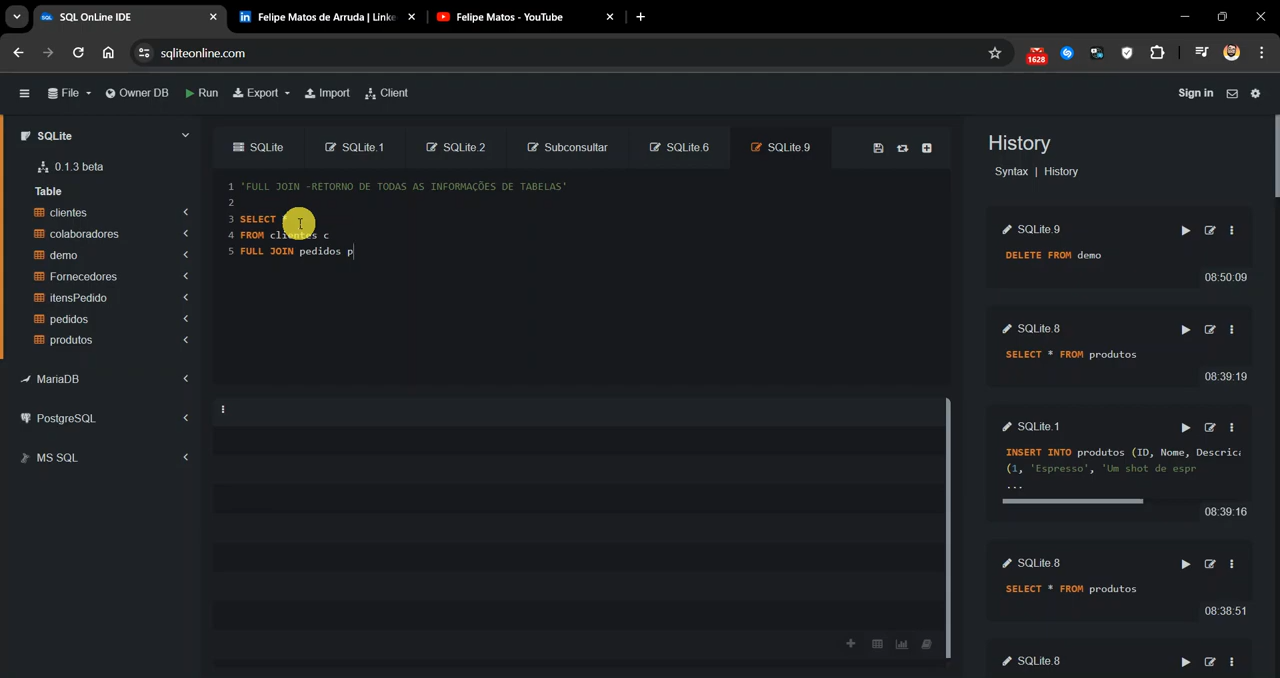 SQL OnLine IDE
Felipe Matos de Arruda | Linke
Felipe Matos - YouTube
sqliteonline.com
1628
File
Owner DB
Run
Export
Import
Client
Sign in
SQLite
0.1.3 beta
Table
clientes
colaboradores
demo
Fornecedores
itensPedido
pedidos
produtos
MariaDB
PostgreSQL
MS SQL
SQLite
SQLite.1
SQLite.2
Subconsultar
SQLite.6
SQLite.9
1 'FULL JOIN -RETORNO DE TODAS AS INFORMAÇÕES DE TABELAS'
2
3 SELECT *
4 FROM clientes c
5 FULL JOIN pedidos p
History
Syntax | History
SQLite.9
DELETE FROM demo
08:50:09
SQLite.8
SELECT * FROM produtos
08:39:19
SQLite.1
INSERT INTO produtos (ID, Nome, Descrica
(1, 'Espresso', 'Um shot de espr
...
08:39:16
SQLite.8
SELECT * FROM produtos
08:38:51
SQLite.8